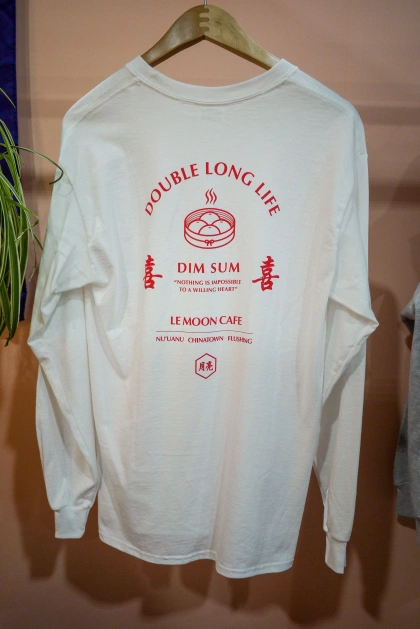 DOUBLE LONG LIFE
DIM SUM
喜 喜
"NOTHING IS IMPOSSIBLE
TO A WILLING HEART"
LE MOON CAFE
NU'UANU CHINATOWN FLUSHING
月亮